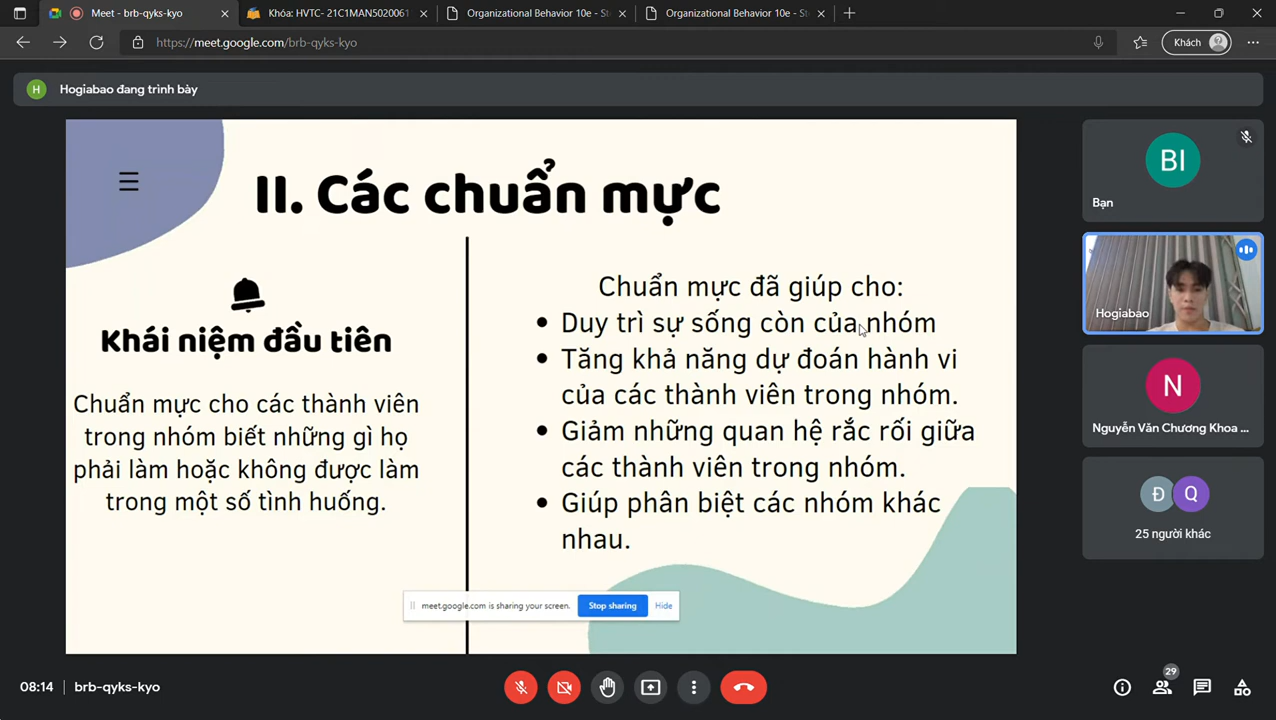 Meet - brb-qyks-kyo
Khóa: HVTC- 21C1MAN5020061
Organizational Behavior 10e - St
Organizational Behavior 10e - St
https://meet.google.com/brb-qyks-kyo
Khách
H
Hogiabao đang trình bày
II. Các chuẩn mực
Khái niệm đầu tiên
Chuẩn mực cho các thành viên
trong nhóm biết những gì họ
phải làm hoặc không được làm
trong một số tình huống.
Chuẩn mực đã giúp cho:
• Duy trì sự sống còn của nhóm
• Tăng khả năng dự đoán hành vi
của các thành viên trong nhóm.
• Giảm những quan hệ rắc rối giữa
các thành viên trong nhóm.
• Giúp phân biệt các nhóm khác
nhau.
meet.google.com is sharing your screen.
Stop sharing
Hide
BI
Bạn
Hogiabao
N
Nguyễn Văn Chương Khoa ...
Đ
Q
25 người khác
08:14 | brb-qyks-kyo
29